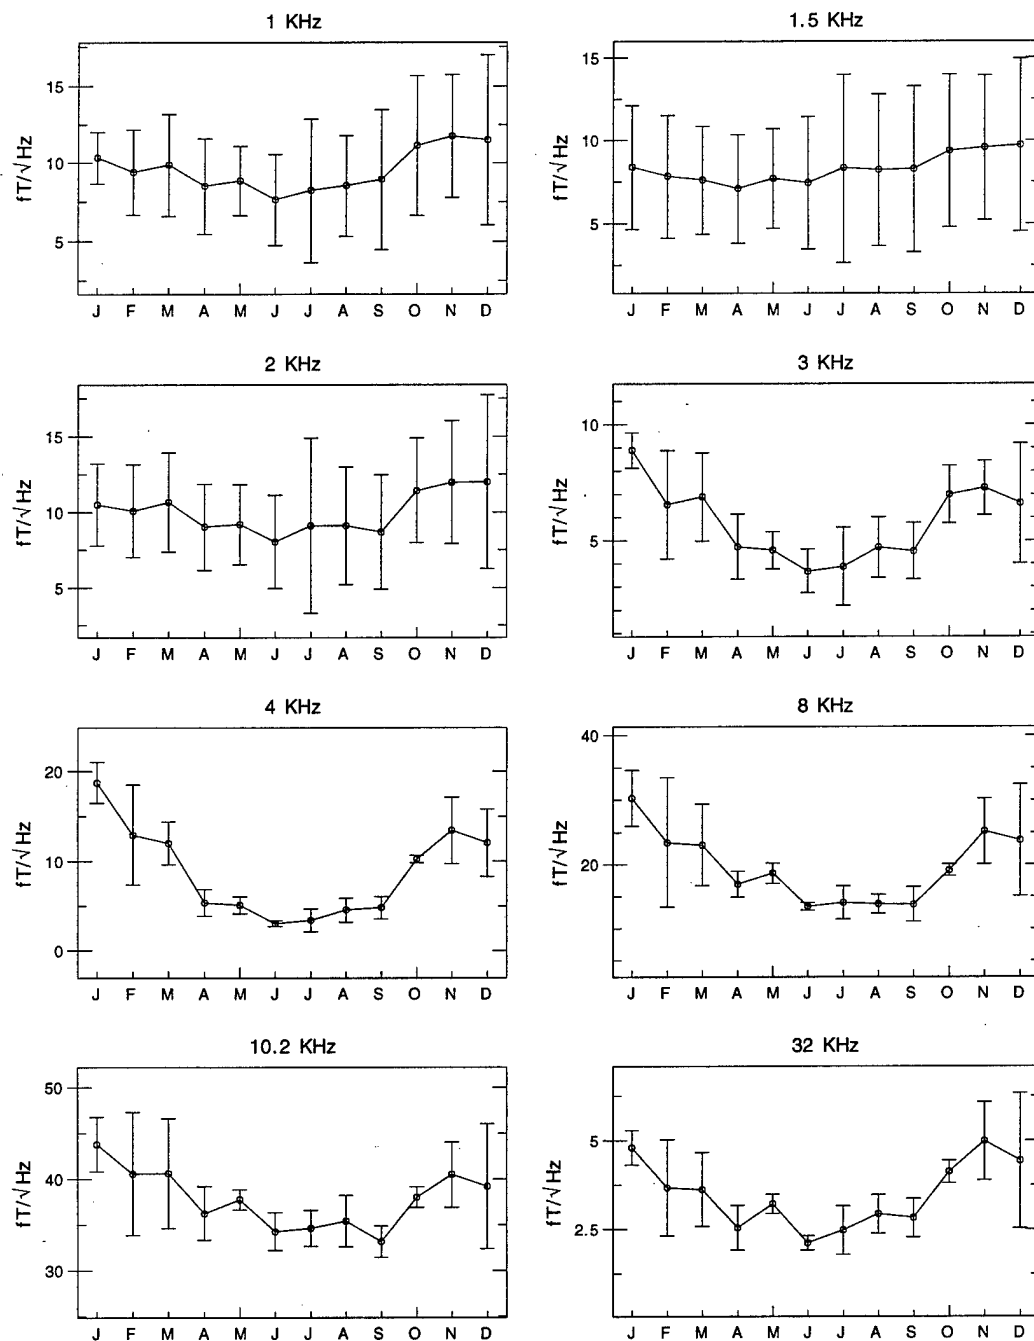 1 KHz
15
10
5
fT/√Hz
J F M A M J J A S O N D
1.5 KHz
15
10
5
fT/√Hz
J F M A M J J A S O N D
2 KHz
15
10
5
fT/√Hz
J F M A M J J A S O N D
3 KHz
10
5
fT/√Hz
J F M A M J J A S O N D
4 KHz
20
10
0
fT/√Hz
J F M A M J J A S O N D
8 KHz
40
20
fT/√Hz
J F M A M J J A S O N D
10.2 KHz
50
40
30
fT/√Hz
J F M A M J J A S O N D
32 KHz
5
2.5
fT/√Hz
J F M A M J J A S O N D